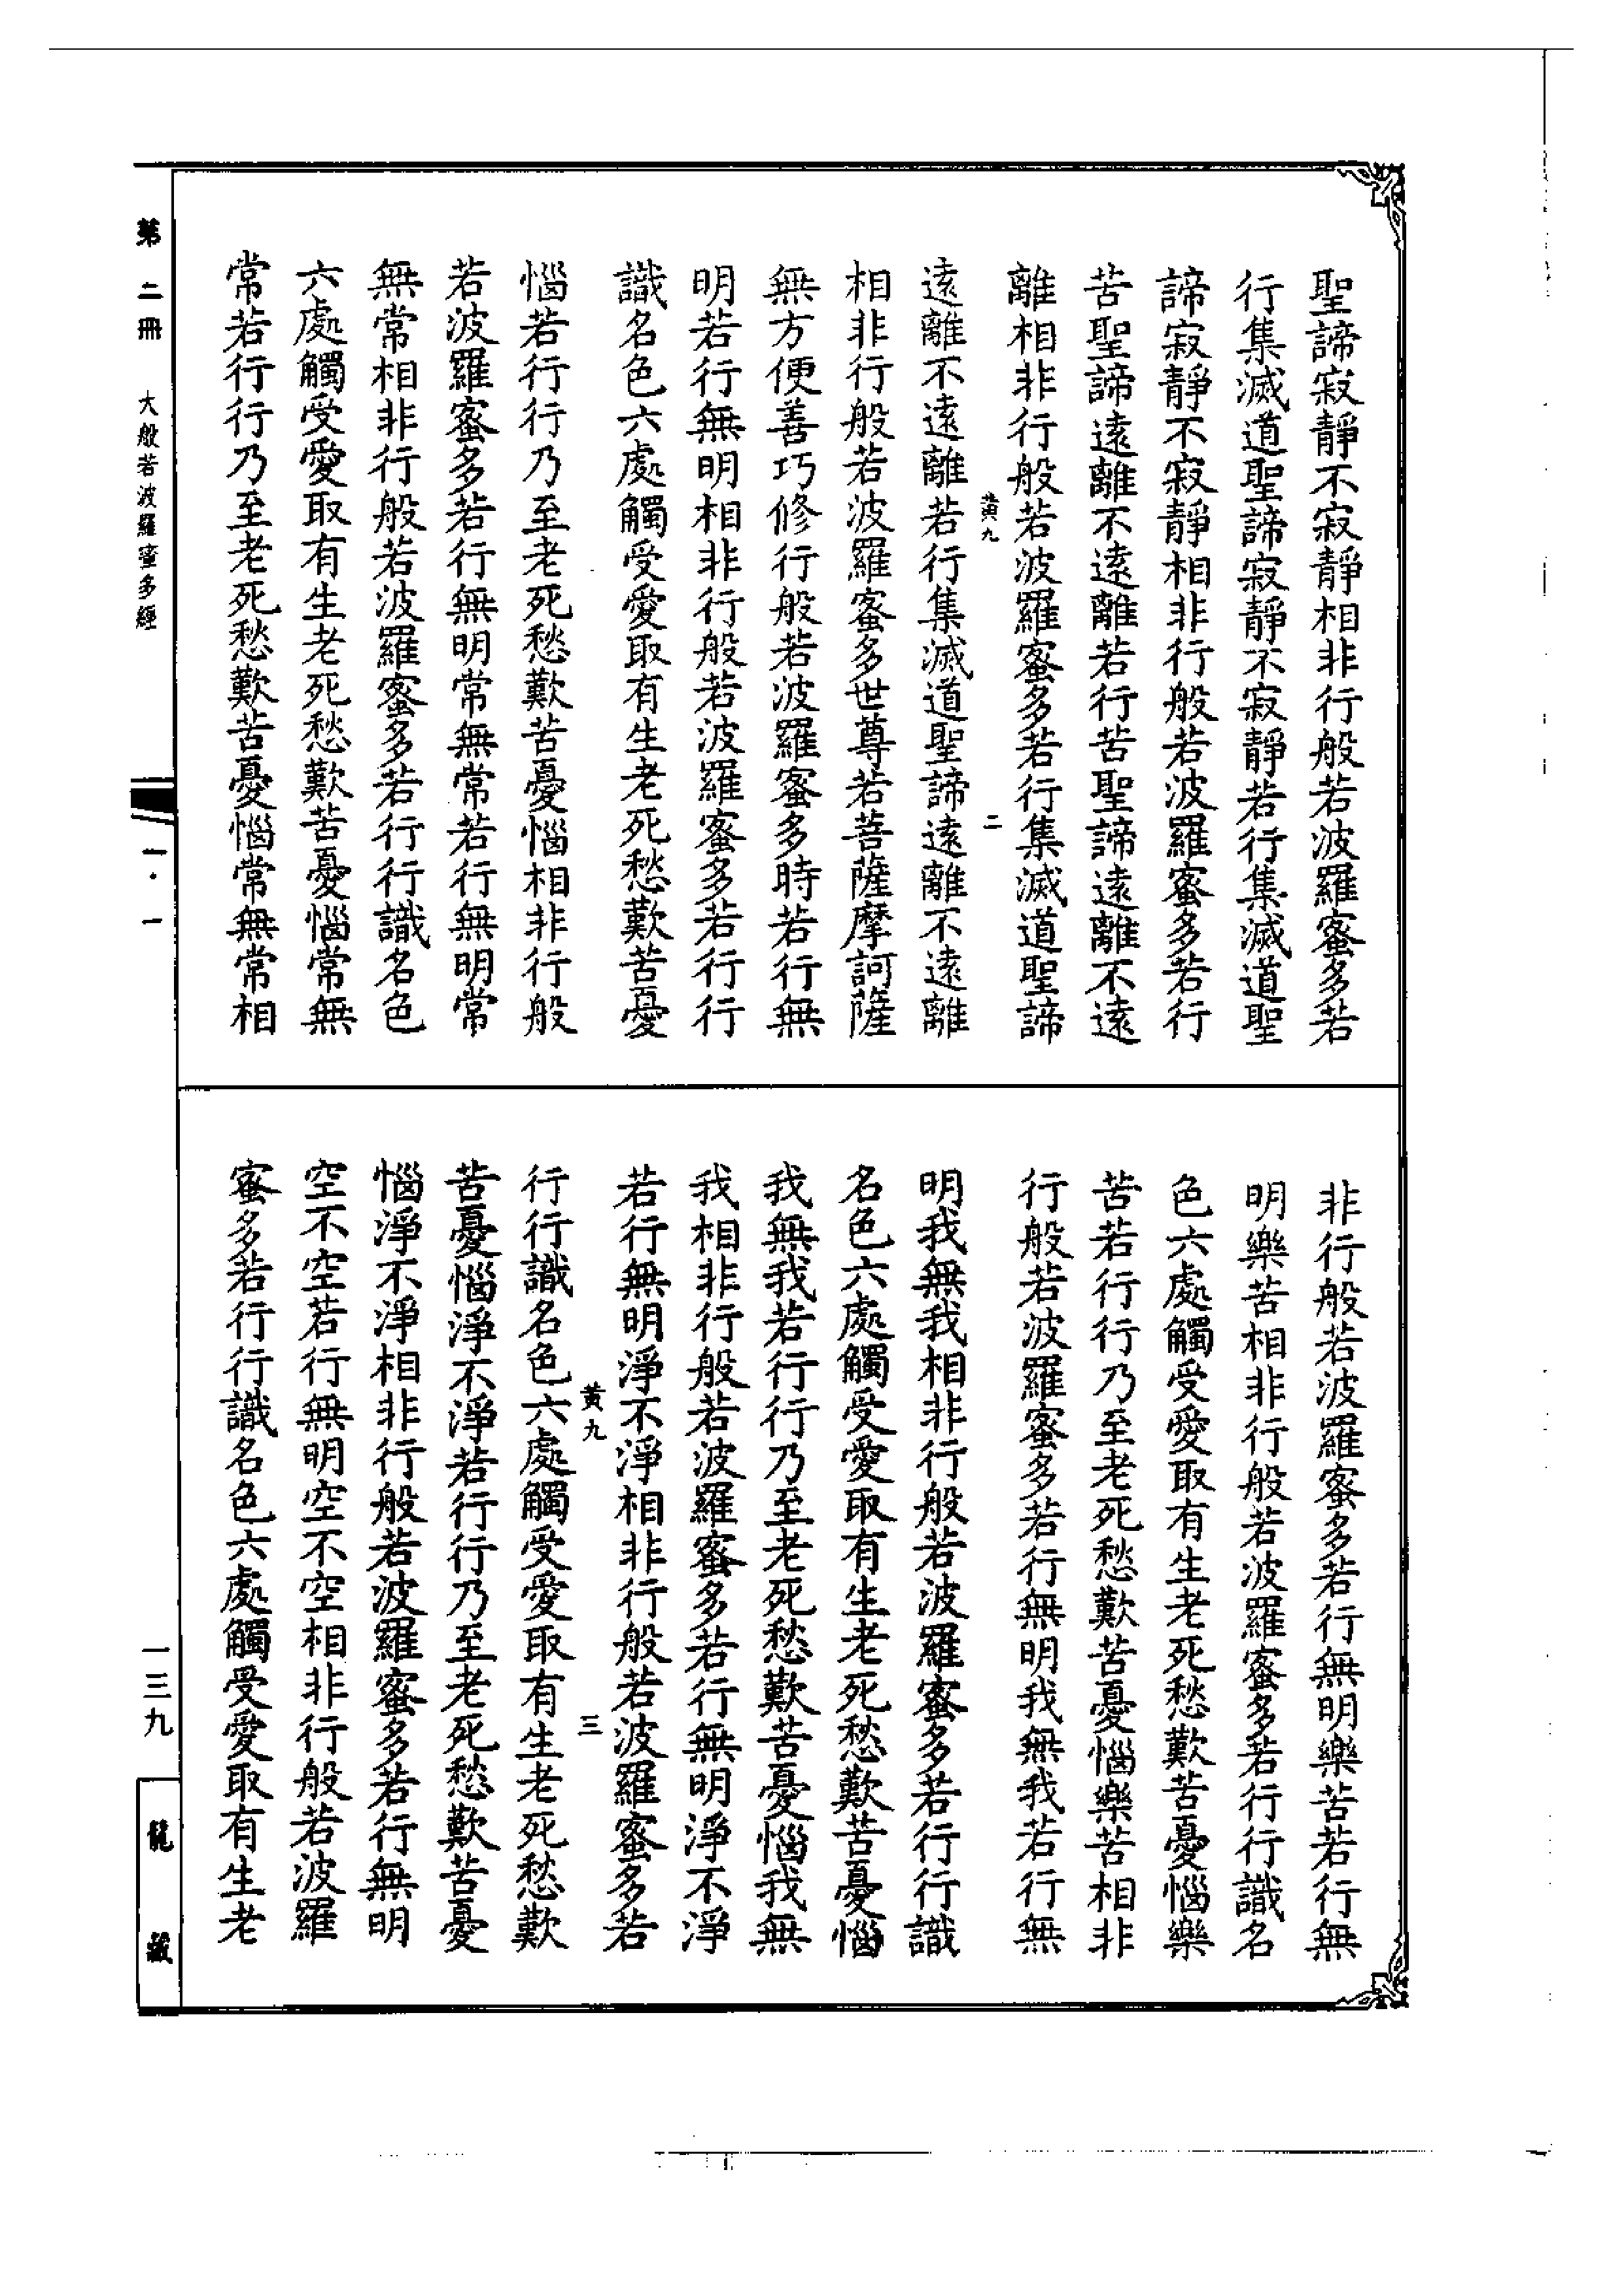 聖諦寂靜不寂靜相非行般若波羅蜜多若
行集滅道聖諦寂靜不寂靜若行集滅道聖
諦寂靜不寂靜相非行般若波羅蜜多若行
苦聖諦遠離不遠離若行苦聖諦遠離不遠
離相非行般若波羅蜜多若行集滅道聖諦
黃九 二
遠離不遠離若行集滅道聖諦遠離不遠離
相非行般若波羅蜜多世尊若菩薩摩訶薩
無方便善巧修行般若波羅蜜多時若行無
明若行無明相非行般若波羅蜜多若行行
識名色六處觸受愛取有生老死愁歎苦憂
惱若行行乃至老死愁歎苦憂惱相非行般
若波羅蜜多若行無明常無常若行無明常
無常相非行般若波羅蜜多若行行識名色
六處觸受愛取有生老死愁歎苦憂惱常無
常若行行乃至老死愁歎苦憂惱常無常相
非行般若波羅蜜多若行無明樂苦若行無
明樂苦相非行般若波羅蜜多若行行識名
色六處觸受愛取有生老死愁歎苦憂惱樂
苦若行行乃至老死愁歎苦憂惱樂苦相非
行般若波羅蜜多若行無明我無我若行無
明我無我相非行般若波羅蜜多若行行識
名色六處觸受愛取有生老死愁歎苦憂惱
我無我若行行乃至老死愁歎苦憂惱我無
我相非行般若波羅蜜多若行無明淨不淨
若行無明淨不淨相非行般若波羅蜜多若
黃九 三
行行識名色六處觸受愛取有生老死愁歎
苦憂惱淨不淨若行行乃至老死愁歎苦憂
惱淨不淨相非行般若波羅蜜多若行無明
空不空若行無明空不空相非行般若波羅
蜜多若行行識名色六處觸受愛取有生老
第二冊 大般若波羅蜜多經
一·一
一三九
龍藏